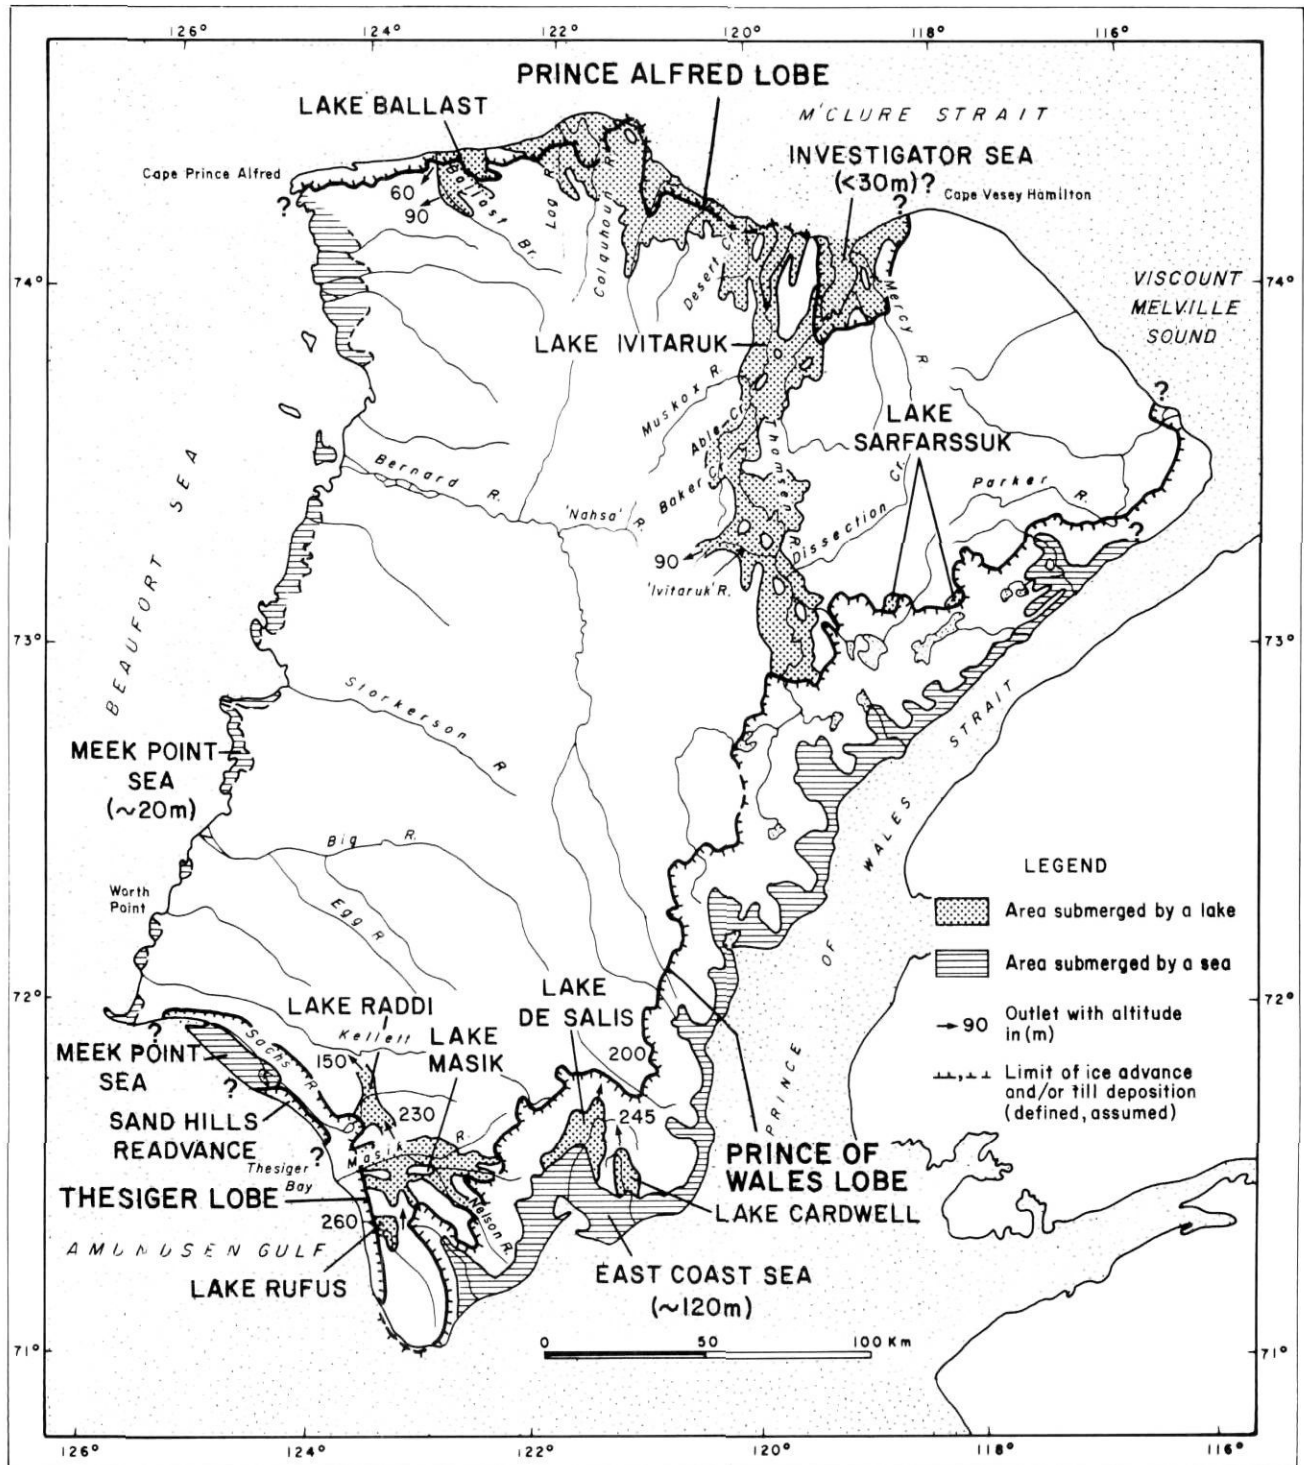 126° 124° 122° 120° 118° 116°
PRINCE ALFRED LOBE
LAKE BALLAST
M'CLURE STRAIT
INVESTIGATOR SEA
(<30m)?
?
Cape Prince Alfred
Cape Vesey Hamilton
?
60
90
Ballast Br.
Log R.
Colquhoun R.
Desert Cr.
Mercy R.
74°
74°
VISCOUNT
MELVILLE
SOUND
LAKE IVITARUK
?
Muskox R.
Able Cr.
LAKE
SARFARSSUK
Thomsen R.
Bernard R.
'Nahsa' R.
Baker Cr.
Dissection Cr.
Parker R.
?
90
'Ivitaruk' R.
BEAUFORT SEA
73°
73°
Storkerson R.
MEEK POINT
SEA
(~20m)
PRINCE OF WALES STRAIT
Big R.
Egg R.
Worth
Point
LEGEND
Area submerged by a lake
Area submerged by a sea
Outlet with altitude
90
in (m)
Limit of ice advance
and/or till deposition
(defined, assumed)
72°
72°
LAKE RADDI
Kellett
LAKE
DE SALIS
LAKE
MASIK
?
Sachs R.
MEEK POINT
SEA
150
200
?
230
245
SAND HILLS
READVANCE
?
Masik R.
Thesiger
Bay
THESIGER LOBE
Nelson R.
PRINCE OF
WALES LOBE
LAKE CARDWELL
260
AMUNDSEN GULF
LAKE RUFUS
EAST COAST SEA
(~120m)
0 50 100 Km
71°
71°
126° 124° 122° 120° 118° 116°